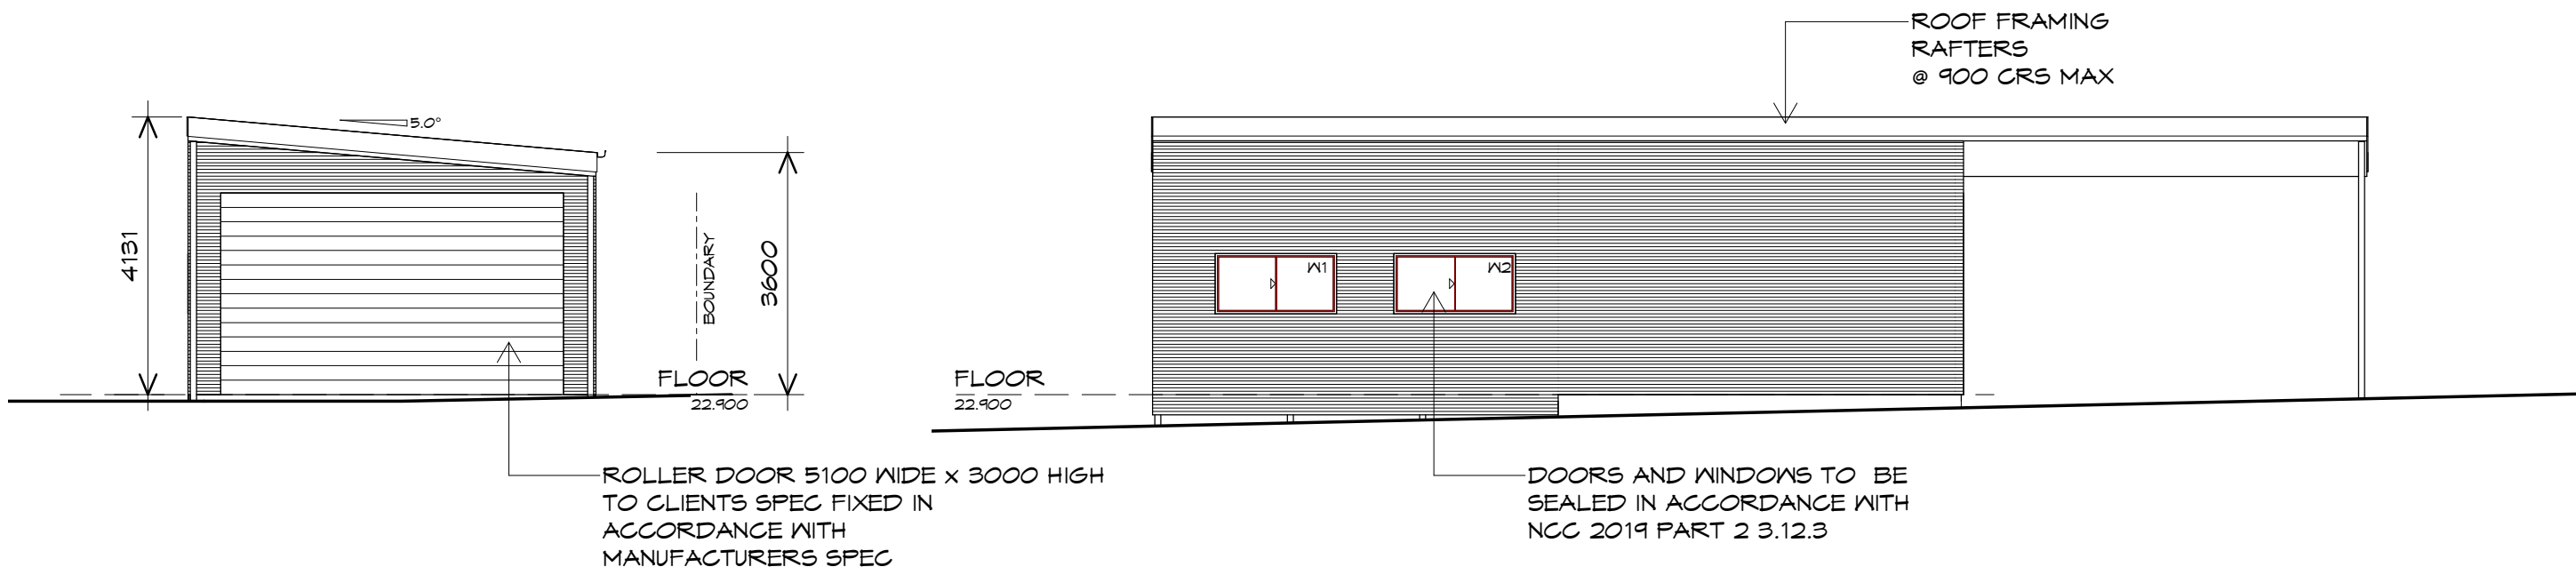 ROOF FRAMING
RAFTERS
@ 900 CRS MAX
5.0°
4131
BOUNDARY
3600
FLOOR
22.900
FLOOR
22.900
W1
W2
ROLLER DOOR 5100 WIDE x 3000 HIGH
TO CLIENTS SPEC FIXED IN
ACCORDANCE WITH
MANUFACTURERS SPEC
DOORS AND WINDOWS TO BE
SEALED IN ACCORDANCE WITH
NCC 2019 PART 2 3.12.3